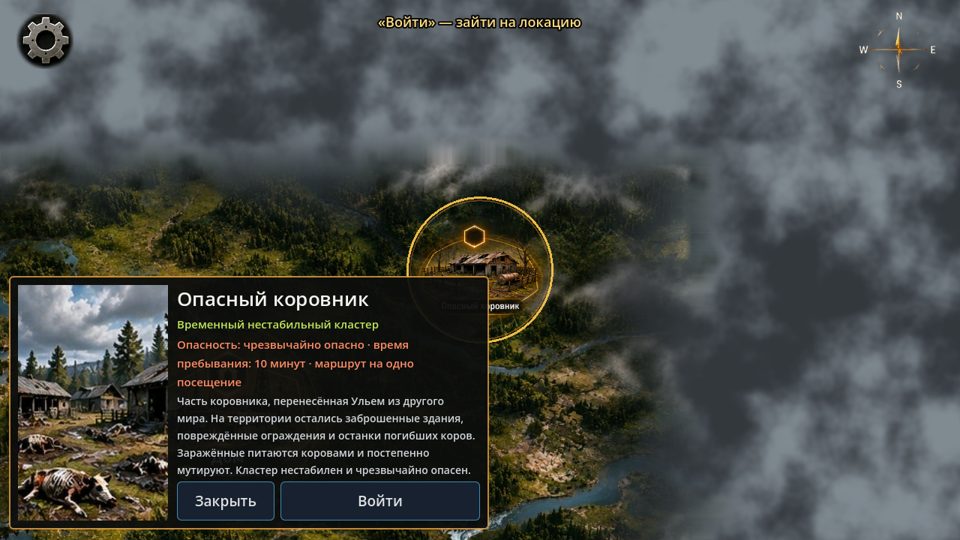 «Войти» — зайти на локацию
N
W E
S
Опасный коровник
Опасный коровник
Временный нестабильный кластер
Опасность: чрезвычайно опасно · время
пребывания: 10 минут · маршрут на одно
посещение
Часть коровника, перенесённая Ульем из другого
мира. На территории остались заброшенные здания,
повреждённые ограждения и останки погибших коров.
Заражённые питаются коровами и постепенно
мутируют. Кластер нестабилен и чрезвычайно опасен.
Закрыть
Войти